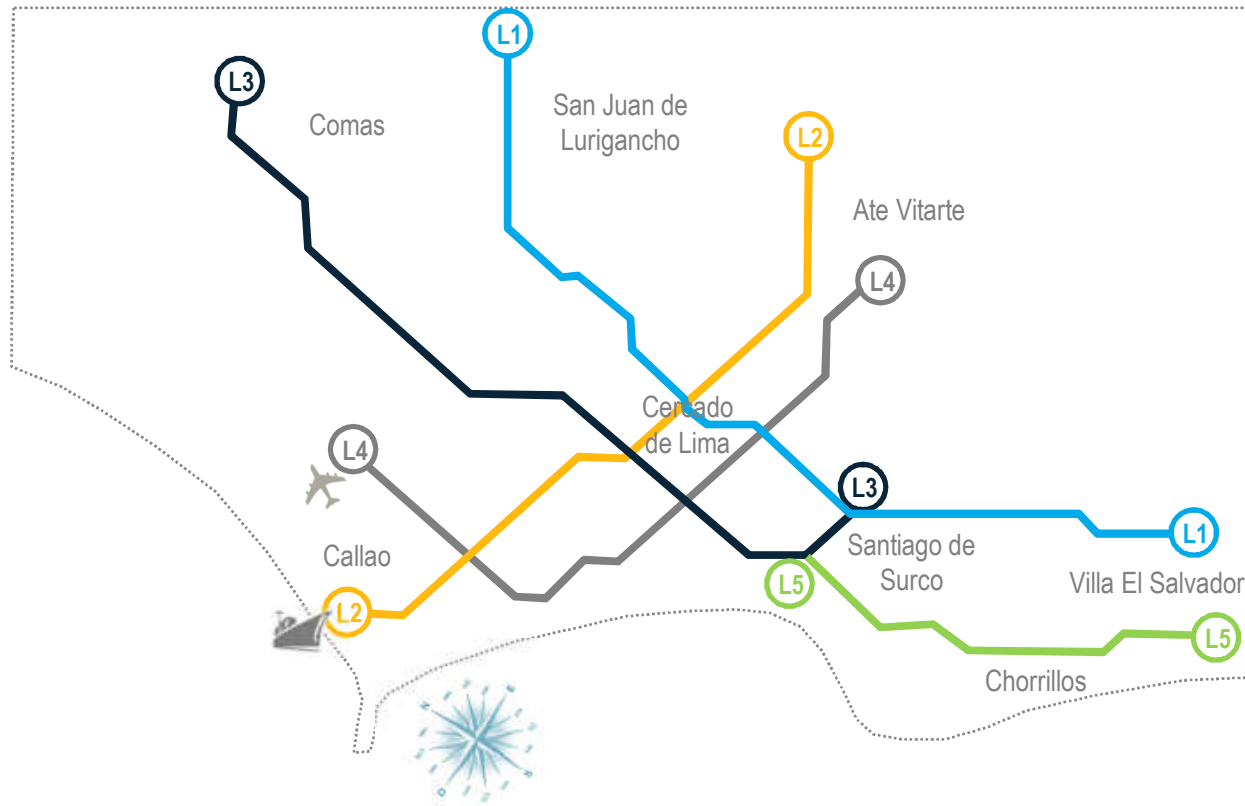 L1
L3
Comas
San Juan de
Lurigancho
L2
Ate Vitarte
L4
Cercado
de Lima
L4
L3
Callao
Santiago de
Surco
L1
L5
Villa El Salvador
L2
L5
Chorrillos